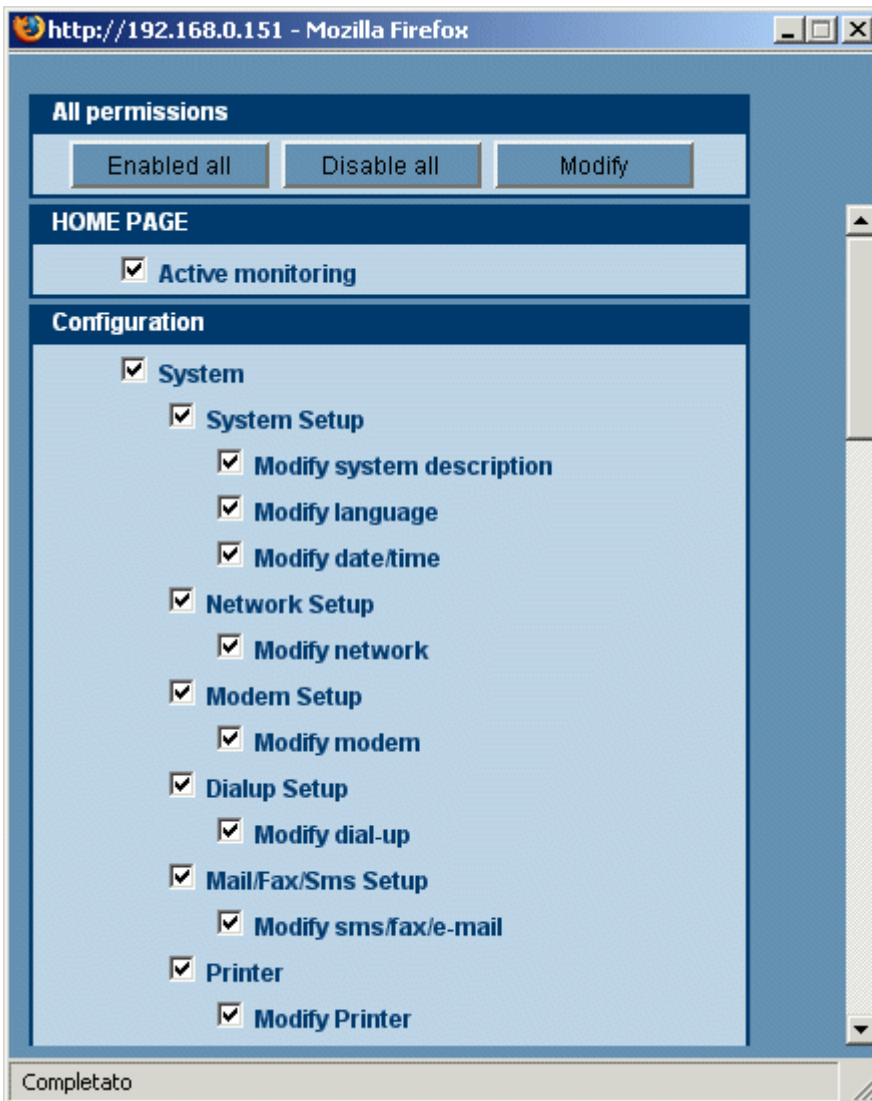 http://192.168.0.151 - Mozilla Firefox
All permissions
Enabled all Disable all Modify
HOME PAGE
Active monitoring
Configuration
System
System Setup
Modify system description
Modify language
Modify date/time
Network Setup
Modify network
Modem Setup
Modify modem
Dialup Setup
Modify dial-up
Mail/Fax/Sms Setup
Modify sms/fax/e-mail
Printer
Modify Printer
Completato